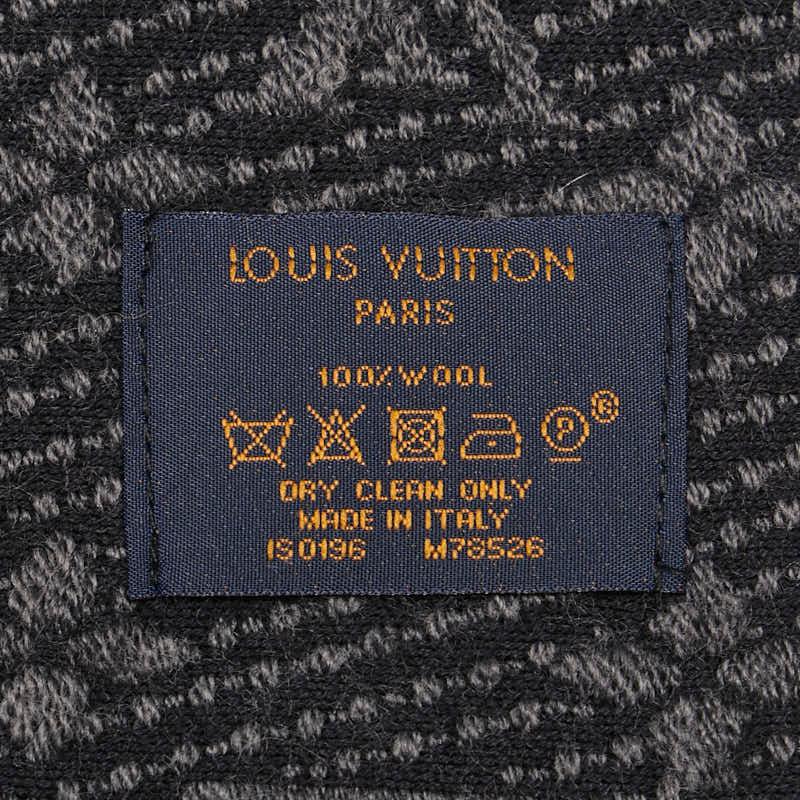 LOUIS VUITTON
PARIS
100% WOOL
P ®
DRY CLEAN ONLY
MADE IN ITALY
IS0196 M78526